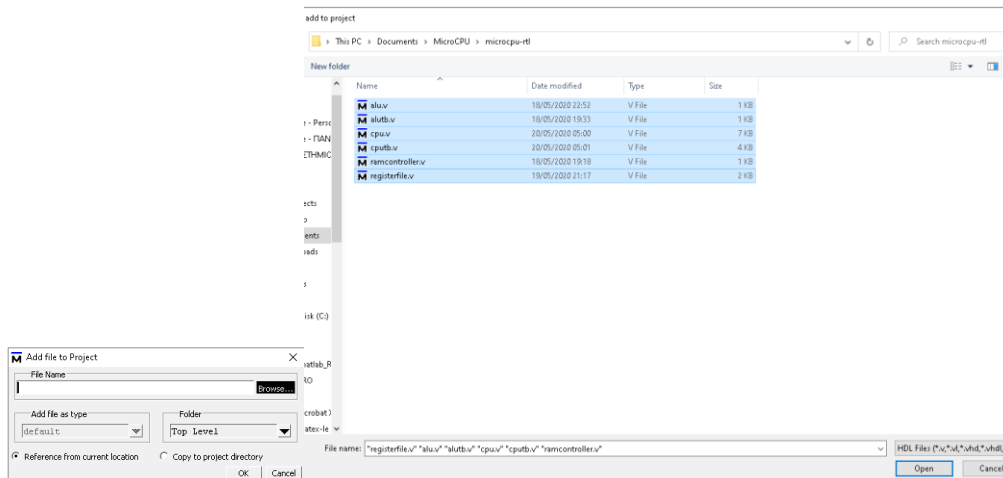 add to project
This PC > Documents > MicroCPU > microcpu-rtl
Search microcpu-rtl
New folder
Name Date modified Type Size
alu.v 18/05/2020 22:52 V File 1 KB
alutb.v 18/05/2020 19:33 V File 1 KB
cpu.v 20/05/2020 05:00 V File 7 KB
cputb.v 20/05/2020 05:01 V File 4 KB
ramcontroller.v 18/05/2020 19:18 V File 1 KB
registerfile.v 19/05/2020 21:17 V File 2 KB
e - Perso
e - ΠΑΝ
ΕΤΗΜΙC
ects
ents
oads
isk (C:)
atlab_R
RO
crobat
atex-le
File name: "registerfile.v" "alu.v" "alutb.v" "cpu.v" "cputb.v" "ramcontroller.v"
HDL Files (*.v,*.vl,*.vhd,*.vhdl,
Open Cancel
M Add file to Project
File Name
Browse...
Add file as type Folder
default Top Level
Reference from current location Copy to project directory
OK Cancel